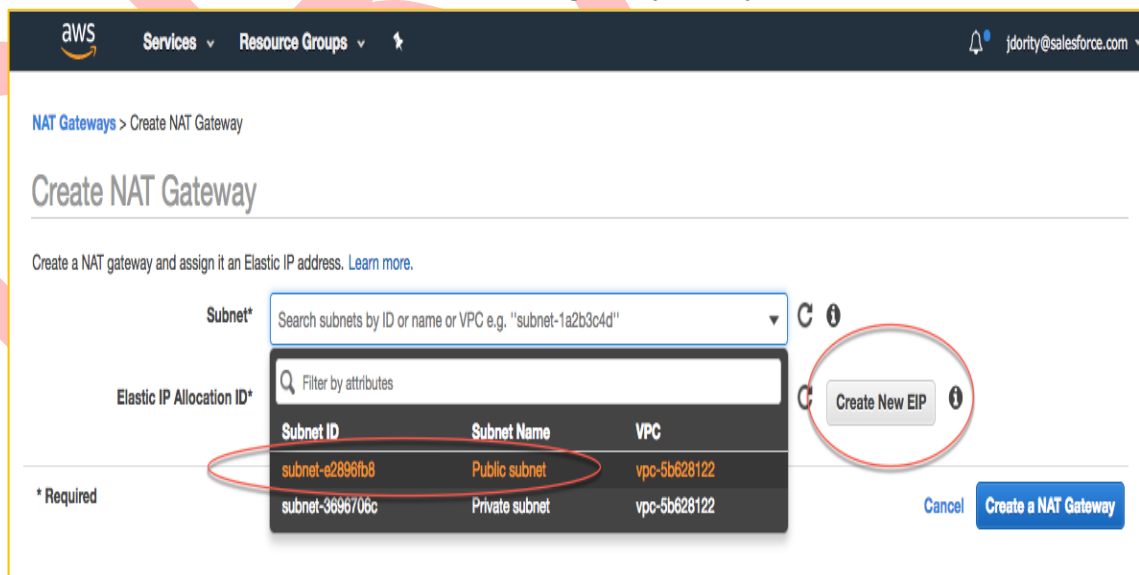 aws Services Resource Groups jdority@salesforce.com
NAT Gateways > Create NAT Gateway
Create NAT Gateway
Create a NAT gateway and assign it an Elastic IP address. Learn more.
Subnet* Search subnets by ID or name or VPC e.g. "subnet-1a2b3c4d"
Filter by attributes
Elastic IP Allocation ID* Create New EIP
Subnet ID Subnet Name VPC
subnet-e2896fb8 Public subnet vpc-5b628122
subnet-3696706c Private subnet vpc-5b628122
* Required Cancel Create a NAT Gateway